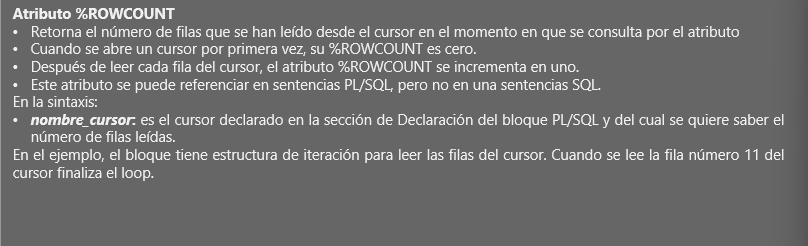 Atributo %ROWCOUNT
• Retorna el número de filas que se han leído desde el cursor en el momento en que se consulta por el atributo
• Cuando se abre un cursor por primera vez, su %ROWCOUNT es cero.
• Después de leer cada fila del cursor, el atributo %ROWCOUNT se incrementa en uno.
• Este atributo se puede referenciar en sentencias PL/SQL, pero no en una sentencias SQL.
En la sintaxis:
• nombre_cursor: es el cursor declarado en la sección de Declaración del bloque PL/SQL y del cual se quiere saber el
número de filas leídas.
En el ejemplo, el bloque tiene estructura de iteración para leer las filas del cursor. Cuando se lee la fila número 11 del
cursor finaliza el loop.